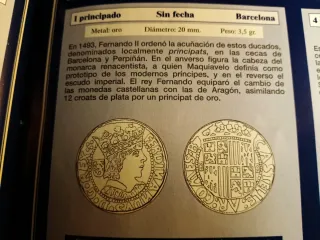 1 principado Sin fecha Barcelona
Metal: oro Diámetro: 20 mm. Peso: 3,5 gr.
En 1493, Fernando II ordenó la acuñación de estos ducados,
denominados localmente principats, en las cecas de
Barcelona y Perpiñán. En el anverso figura la cabeza del
monarca renacentista, a quien Maquiavelo definía como
prototipo de los modernos príncipes, y en el reverso el
escudo imperial. El rey Fernando equiparó el cambio de
las monedas castellanas con las de Aragón, asimilando
12 croats de plata por un principat de oro.
4